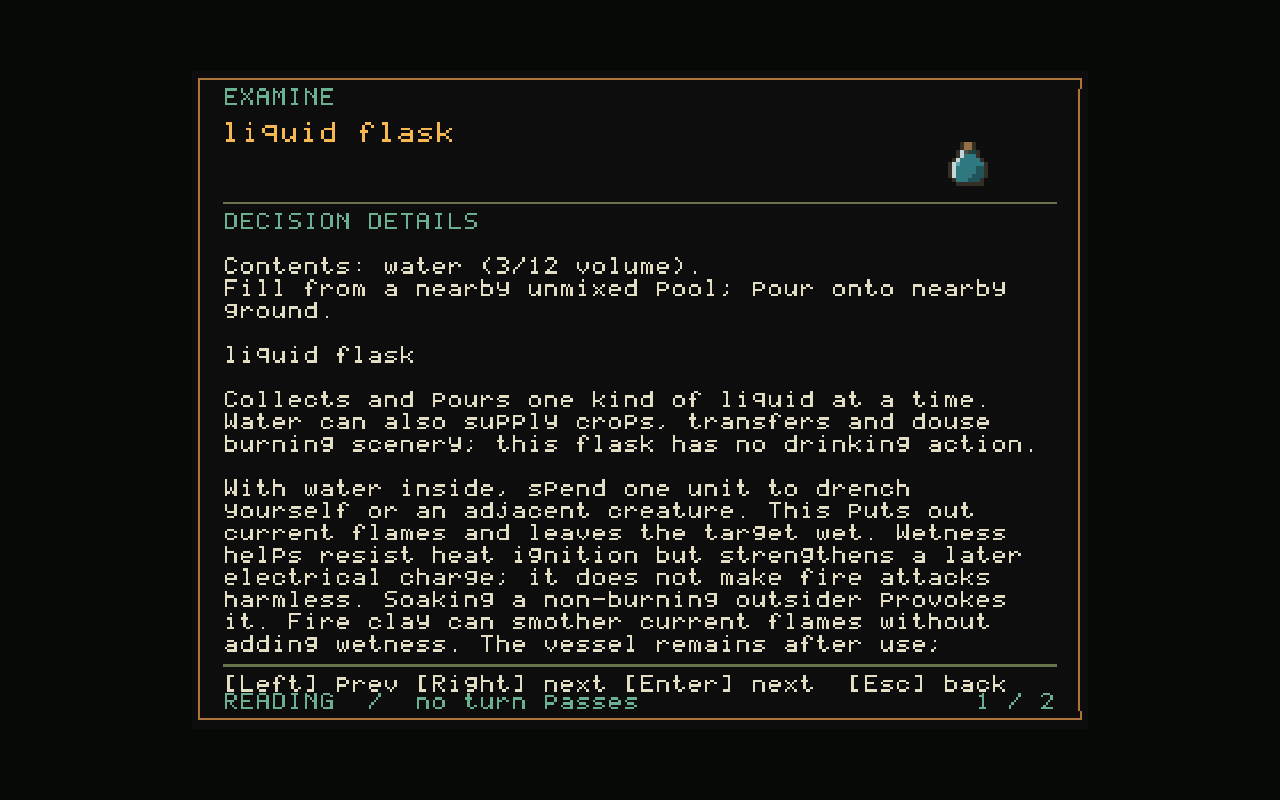 EXAMINE
liquid flask
DECISION DETAILS
Contents: water (3/12 volume).
Fill from a nearby unmixed pool; pour onto nearby
ground.
liquid flask
Collects and pours one kind of liquid at a time.
Water can also supply crops, transfers and douse
burning scenery; this flask has no drinking action.
With water inside, spend one unit to drench
yourself or an adjacent creature. This puts out
current flames and leaves the target wet. Wetness
helps resist heat ignition but strengthens a later
electrical charge; it does not make fire attacks
harmless. Soaking a non-burning outsider provokes
it. Fire clay can smother current flames without
adding wetness. The vessel remains after use;
[Left] prev [Right] next [Enter] next  [Esc] back
READING  /  no turn passes 1 / 2